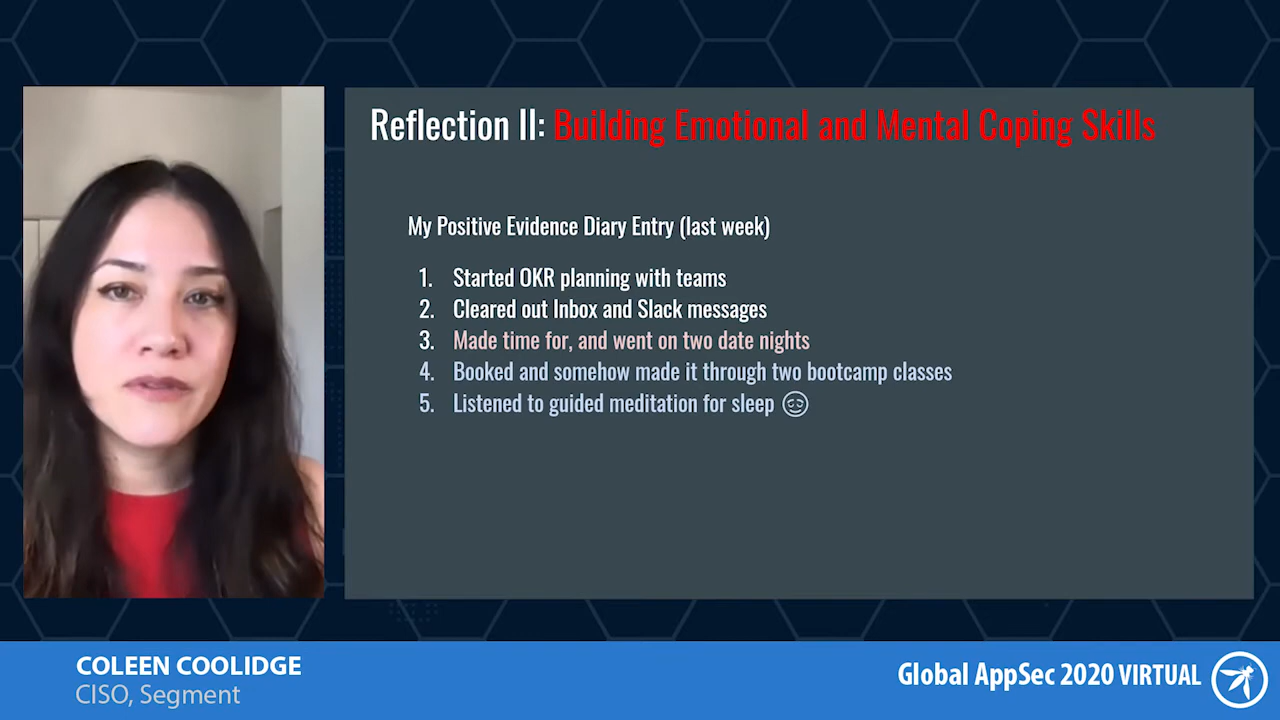 Reflection II: Building Emotional and Mental Coping Skills
My Positive Evidence Diary Entry (last week)
1. Started OKR planning with teams
2. Cleared out Inbox and Slack messages
3. Made time for, and went on two date nights
4. Booked and somehow made it through two bootcamp classes
5. Listened to guided meditation for sleep 😌
COLEEN COOLIDGE
CISO, Segment
Global AppSec 2020 VIRTUAL